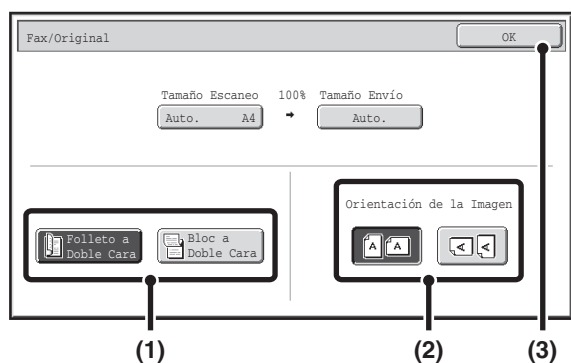 Fax/Original
OK
Tamaño Escaneo 100% Tamaño Envío
Auto. A4 Auto.
Orientación de la Imagen
Folleto a
Doble Cara
Bloc a
Doble Cara
A A A A
(1) (2) (3)